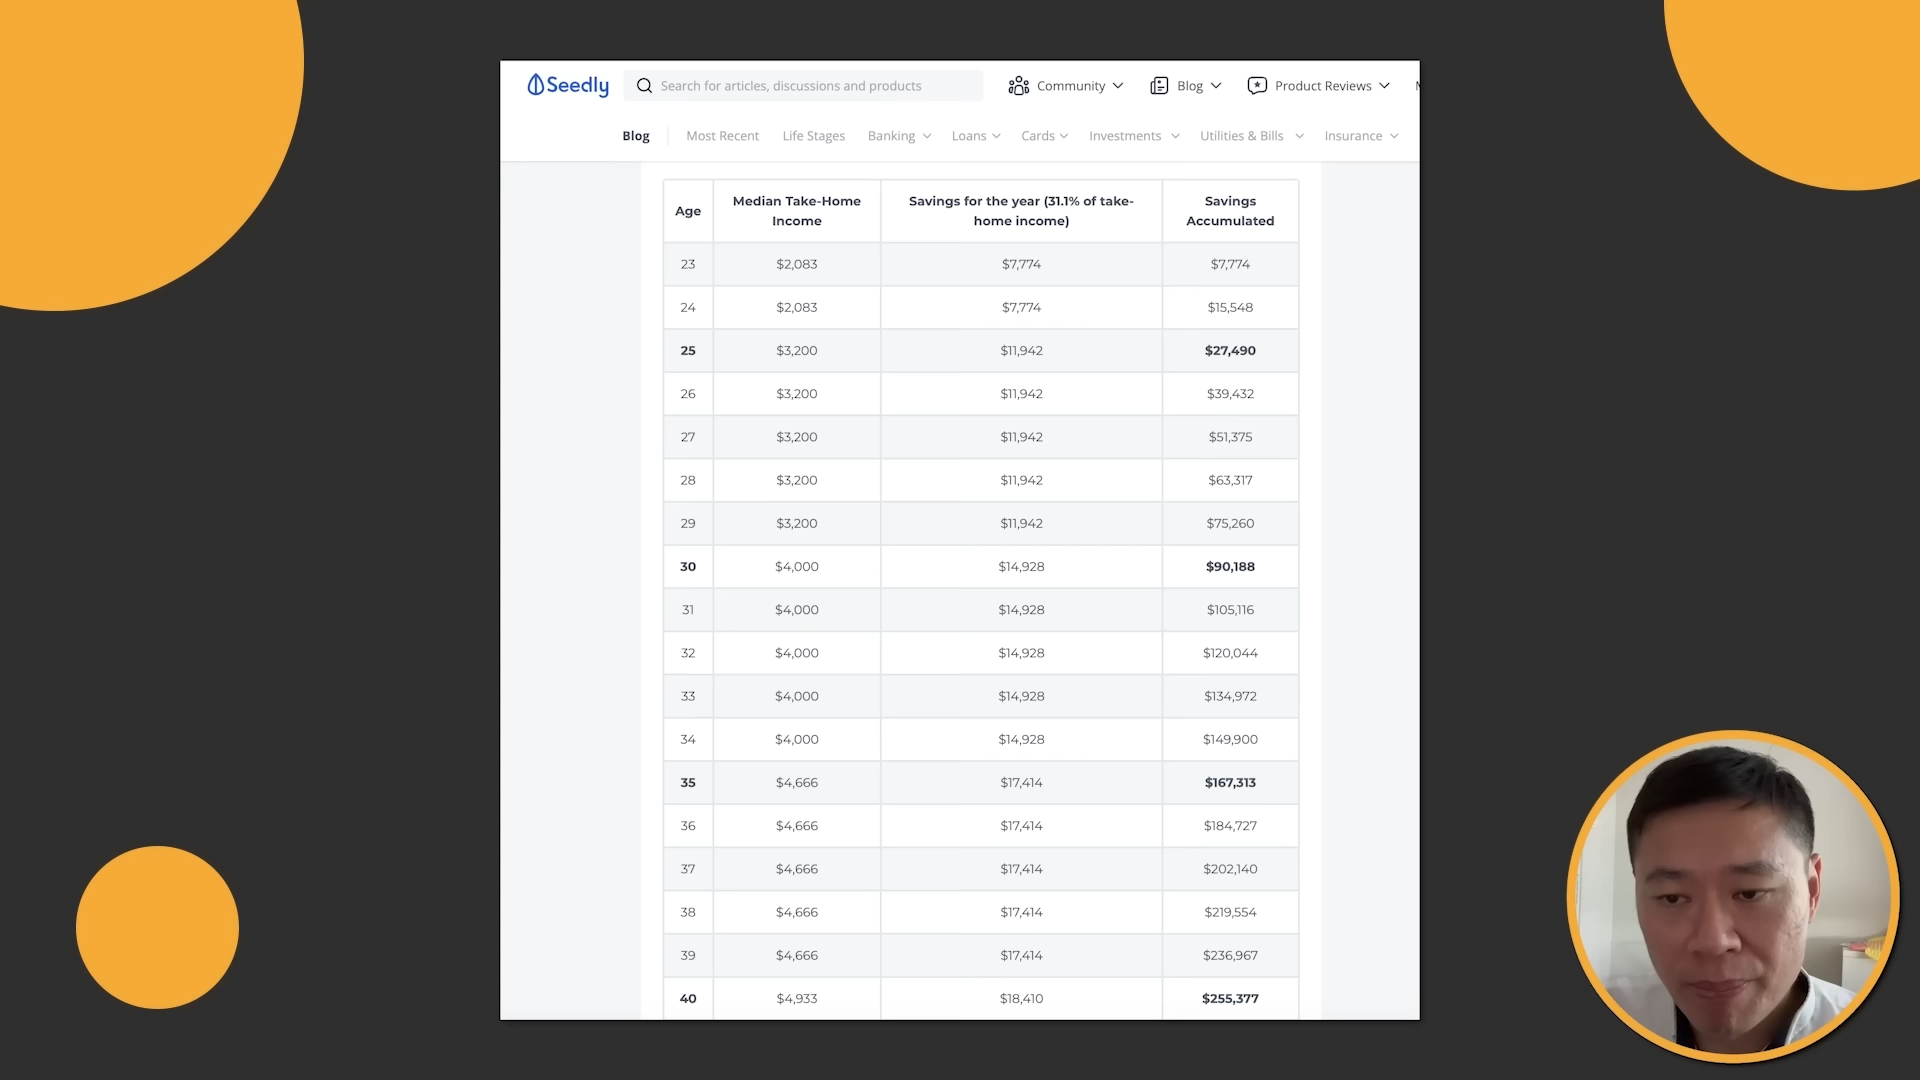 Seedly
Search for articles, discussions and products
Community
Blog
Product Reviews
Blog
Most Recent
Life Stages
Banking
Loans
Cards
Investments
Utilities & Bills
Insurance
Age
Median Take-Home
Income
Savings for the year (31.1% of take-
home income)
Savings
Accumulated
23 $2,083 $7,774 $7,774
24 $2,083 $7,774 $15,548
25 $3,200 $11,942 $27,490
26 $3,200 $11,942 $39,432
27 $3,200 $11,942 $51,375
28 $3,200 $11,942 $63,317
29 $3,200 $11,942 $75,260
30 $4,000 $14,928 $90,188
31 $4,000 $14,928 $105,116
32 $4,000 $14,928 $120,044
33 $4,000 $14,928 $134,972
34 $4,000 $14,928 $149,900
35 $4,666 $17,414 $167,313
36 $4,666 $17,414 $184,727
37 $4,666 $17,414 $202,140
38 $4,666 $17,414 $219,554
39 $4,666 $17,414 $236,967
40 $4,933 $18,410 $255,377